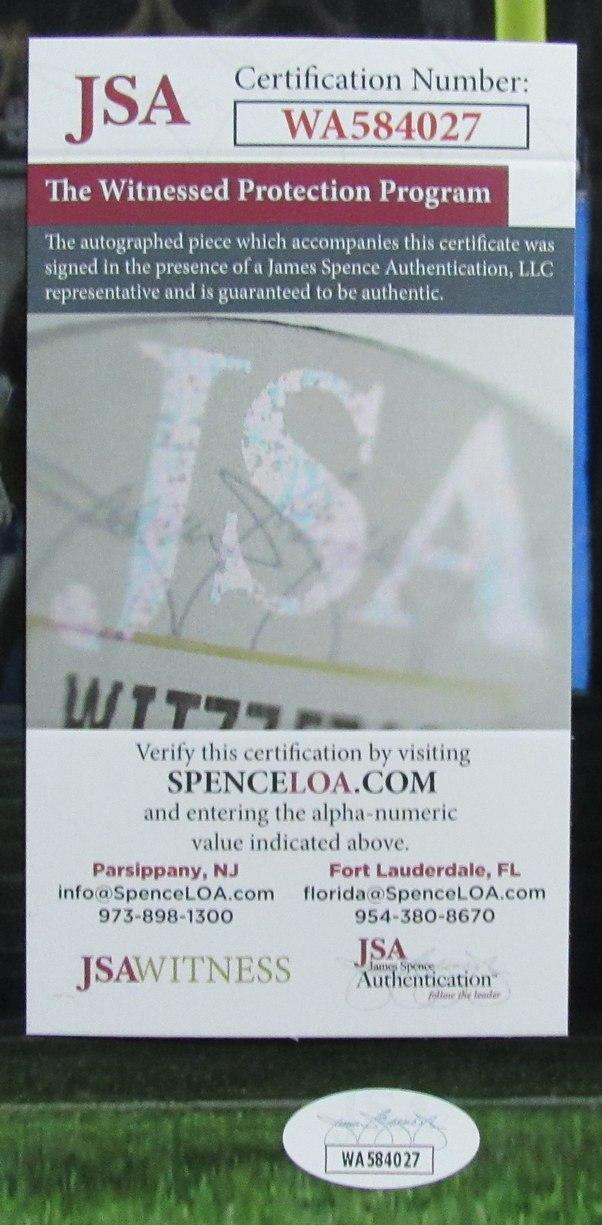 JSA
Certification Number:
WA584027
The Witnessed Protection Program
The autographed piece which accompanies this certificate was
signed in the presence of a James Spence Authentication, LLC
representative and is guaranteed to be authentic.
JSA
Verify this certification by visiting
SPENCELOA.COM
and entering the alpha-numeric
value indicated above.
Parsippany, NJ
info@SpenceLOA.com
973-898-1300
Fort Lauderdale, FL
florida@SpenceLOA.com
954-380-8670
JSAWITNESS
JSA
James Spence
Authentication
follow the leader
WA584027